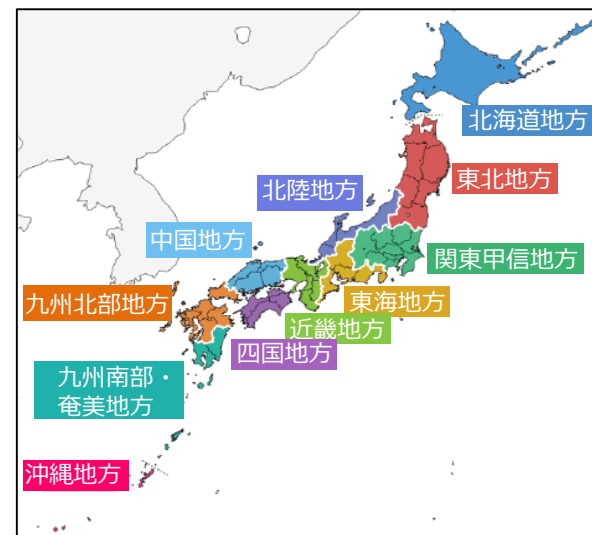 北海道地方
東北地方
北陸地方
中国地方
関東甲信地方
九州北部地方
東海地方
近畿地方
四国地方
九州南部・
奄美地方
沖縄地方